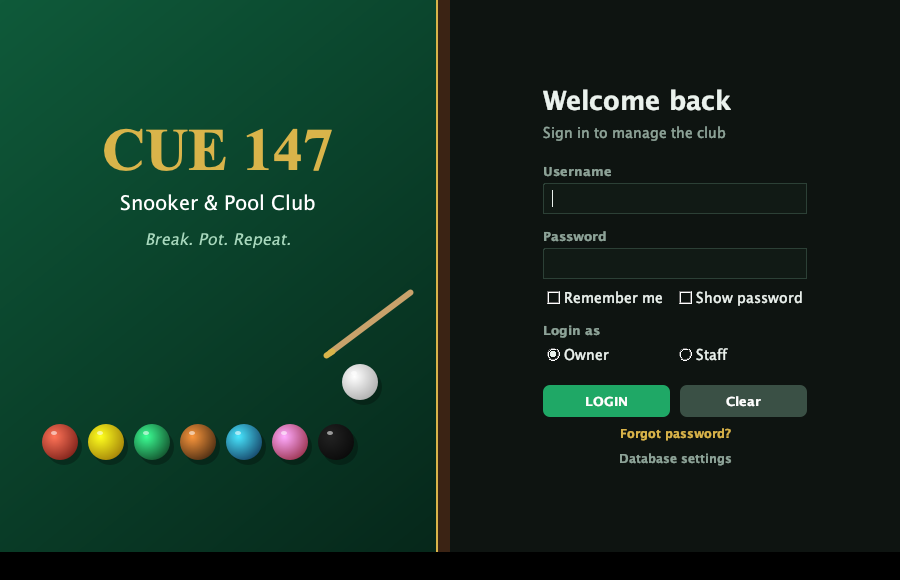 CUE 147
Snooker & Pool Club
Break. Pot. Repeat.
Welcome back
Sign in to manage the club
Username
Password
Remember me Show password
Login as
Owner Staff
LOGIN Clear
Forgot password?
Database settings